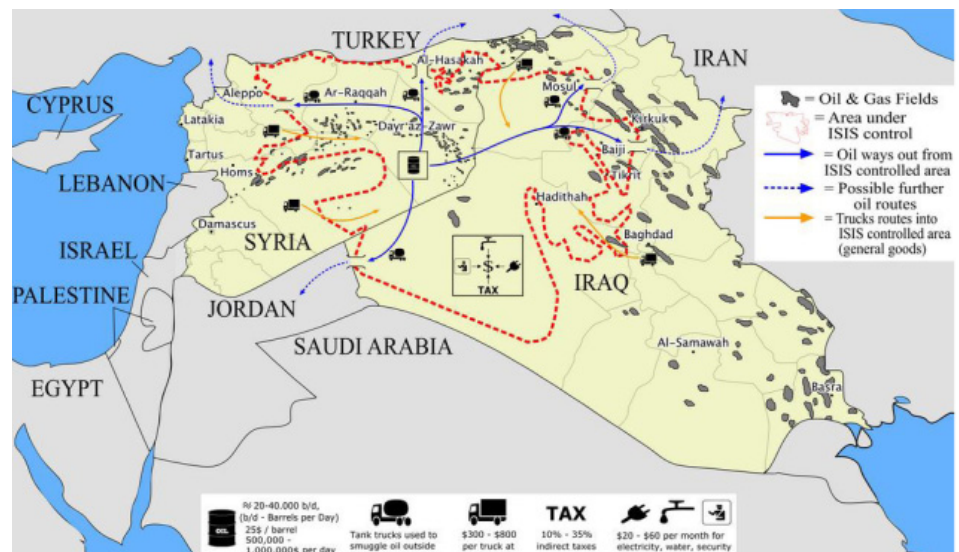 TURKEY
IRAN
Al-Hasakah
Mosul
CYPRUS
Aleppo
Ar-Raqqah
Latakia
Dayr az-Zawr
Kirkuk
Tartus
Baiji
Homs
Tikrit
LEBANON
Hadithah
Damascus
SYRIA
Baghdad
ISRAEL
IRAQ
$
TAX
PALESTINE
JORDAN
SAUDI ARABIA
Al-Samawah
EGYPT
Basra
= Oil & Gas Fields
= Area under
ISIS control
= Oil ways out from
ISIS controlled area
= Possible further
oil routes
= Trucks routes into
ISIS controlled area
(general goods)
OIL
≈ 20-40.000 b/d,
(b/d - Barrels per Day)
25$ / barrel
500,000 -
1,000,000$ per day
Tank trucks used to
smuggle oil outside
$300 - $800
per truck at
TAX
10% - 35%
indirect taxes
$20 - $60 per month for
electricity, water, security